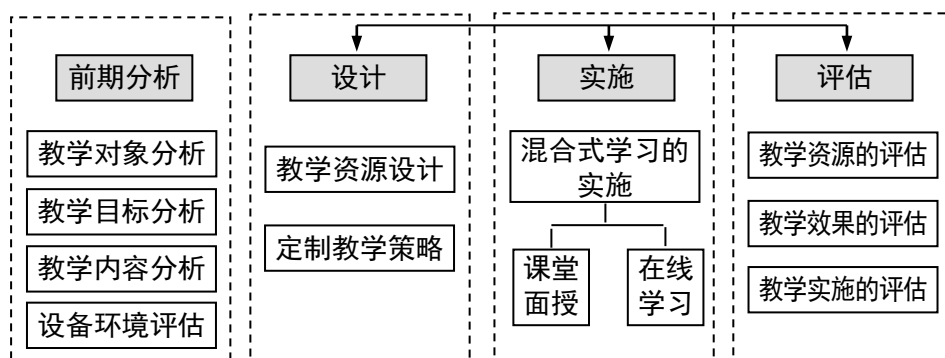 前期分析
教学对象分析
教学目标分析
教学内容分析
设备环境评估
设计
教学资源设计
定制教学策略
实施
混合式学习的
实施
课堂
面授
在线
学习
评估
教学资源的评估
教学效果的评估
教学实施的评估